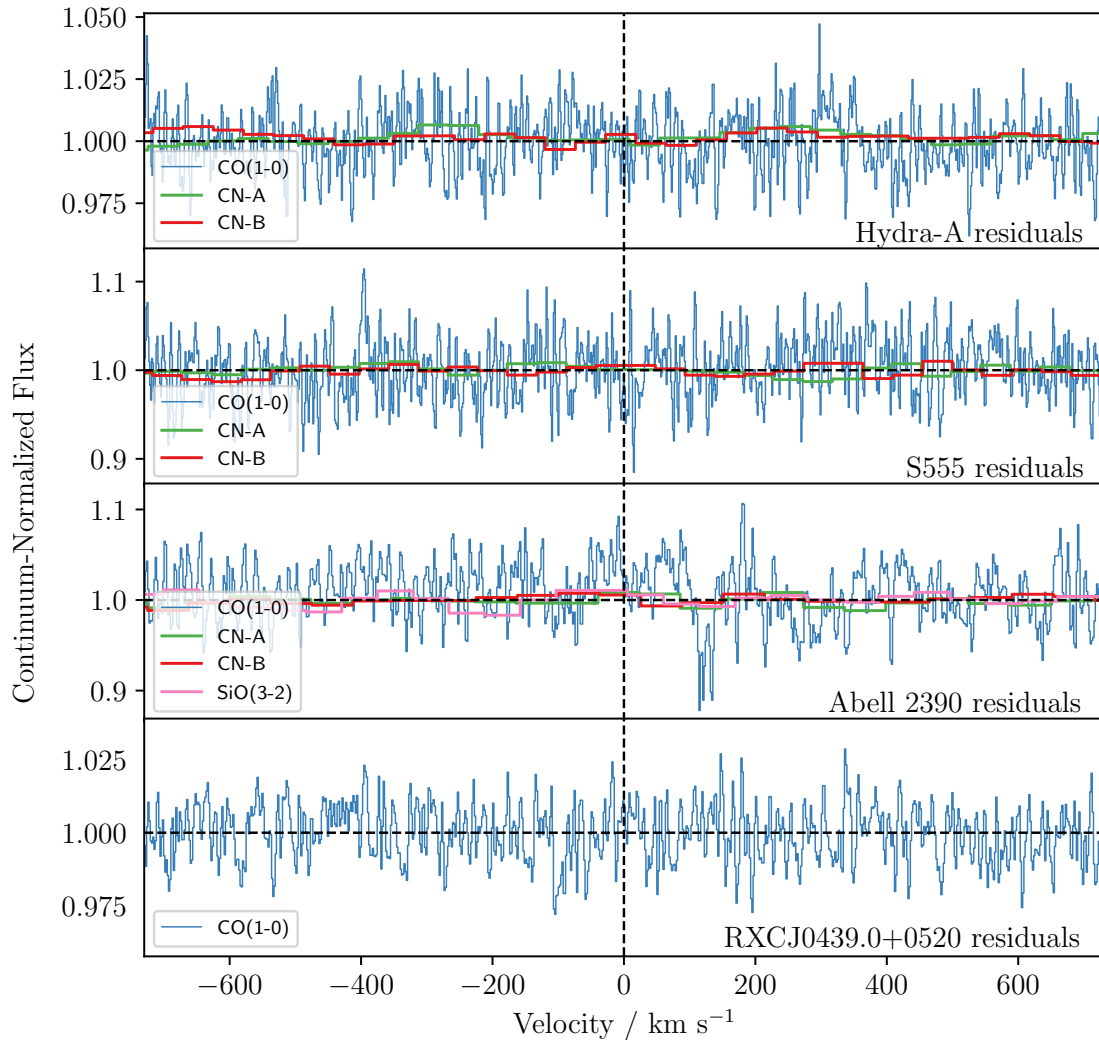 Continuum-Normalized Flux
1.050
1.025
1.000
0.975
CO(1-0)
CN-A
CN-B
Hydra-A residuals
1.1
1.0
0.9
CO(1-0)
CN-A
CN-B
S555 residuals
1.1
1.0
0.9
CO(1-0)
CN-A
CN-B
SiO(3-2)
Abell 2390 residuals
1.025
1.000
0.975
CO(1-0)
RXCJ0439.0+0520 residuals
−600 −400 −200 0 200 400 600
Velocity / km s⁻¹